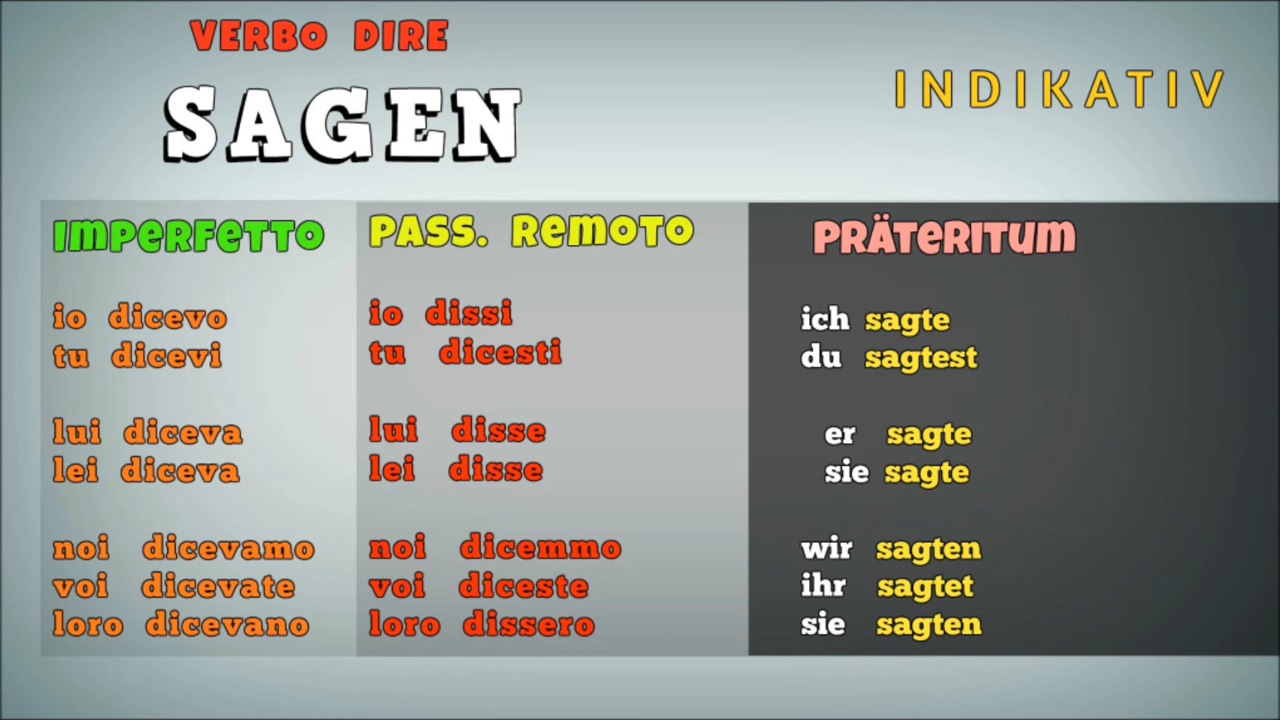 VERBO DIRE
SAGEN
INDIKATIV
IMPERFETTO
io dicevo
tu dicevi
lui diceva
lei diceva
noi dicevamo
voi dicevate
loro dicevano
PASS. REMOTO
io dissi
tu dicesti
lui disse
lei disse
noi dicemmo
voi diceste
loro dissero
PRÄTERITUM
ich sagte
du sagtest
er sagte
sie sagte
wir sagten
ihr sagtet
sie sagten